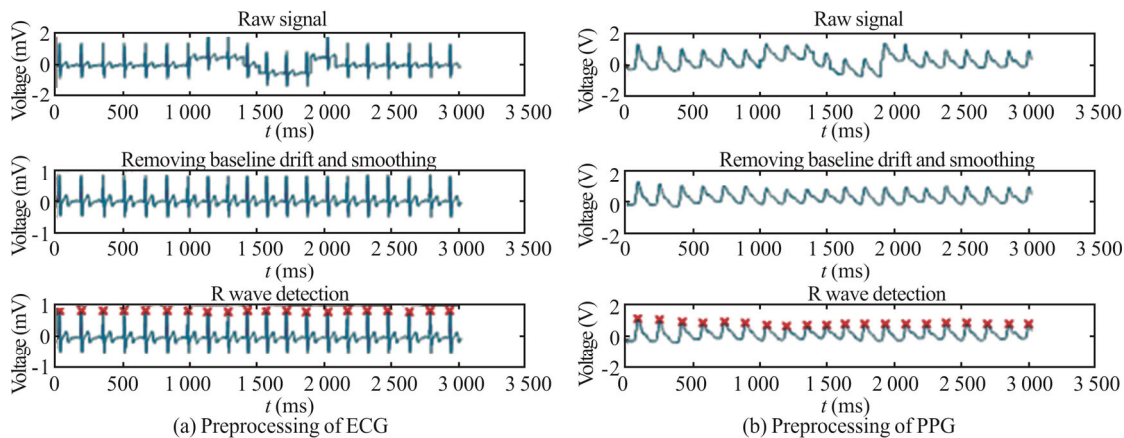 Raw signal
Voltage (mV)
2
0
-2
0 500 1 000 1 500 2 000 2 500 3 000 3 500
t (ms)
Removing baseline drift and smoothing
Voltage (mV)
1
0
-1
0 500 1 000 1 500 2 000 2 500 3 000 3 500
t (ms)
R wave detection
Voltage (mV)
1
0
-1
0 500 1 000 1 500 2 000 2 500 3 000 3 500
t (ms)
(a) Preprocessing of ECG
Raw signal
Voltage (V)
2
0
-2
0 500 1 000 1 500 2 000 2 500 3 000 3 500
t (ms)
Removing baseline drift and smoothing
Voltage (V)
2
0
-2
0 500 1 000 1 500 2 000 2 500 3 000 3 500
t (ms)
R wave detection
Voltage (V)
2
0
-2
0 500 1 000 1 500 2 000 2 500 3 000 3 500
t (ms)
(b) Preprocessing of PPG